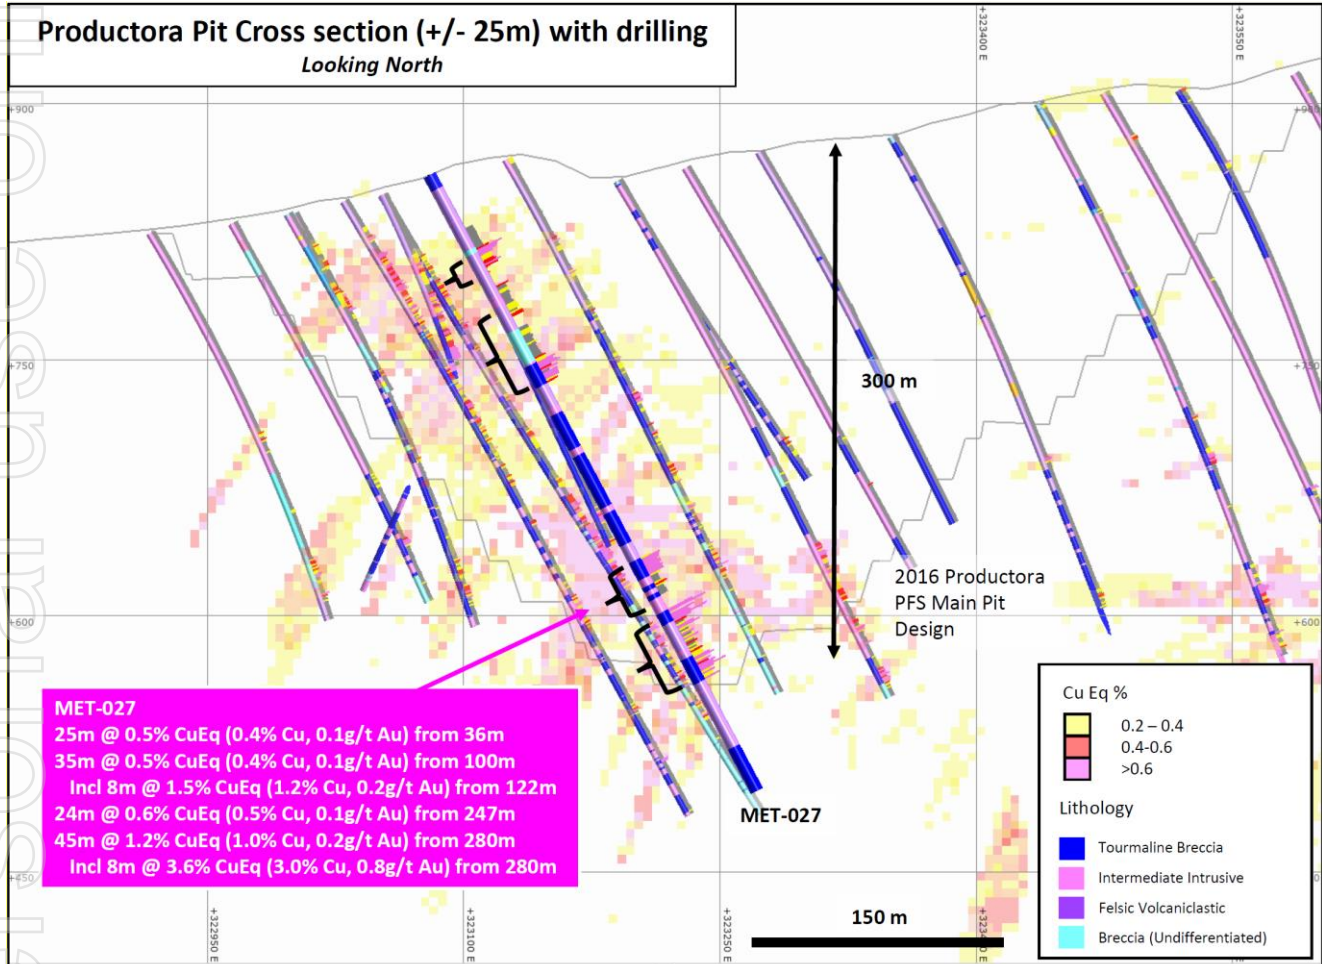 Productora Pit Cross section (+/- 25m) with drilling
Looking North
+323400 E
+323550 E
+900
+900
+750
+750
300 m
+600
+600
2016 Productora
PFS Main Pit
Design
MET-027
25m @ 0.5% CuEq (0.4% Cu, 0.1g/t Au) from 36m
35m @ 0.5% CuEq (0.4% Cu, 0.1g/t Au) from 100m
Incl 8m @ 1.5% CuEq (1.2% Cu, 0.2g/t Au) from 122m
24m @ 0.6% CuEq (0.5% Cu, 0.1g/t Au) from 247m
45m @ 1.2% CuEq (1.0% Cu, 0.2g/t Au) from 280m
Incl 8m @ 3.6% CuEq (3.0% Cu, 0.8g/t Au) from 280m
MET-027
Cu Eq %
0.2 – 0.4
0.4-0.6
>0.6
Lithology
Tourmaline Breccia
Intermediate Intrusive
Felsic Volcaniclastic
Breccia (Undifferentiated)
+450
150 m
+322950 E
+323100 E
+323250 E